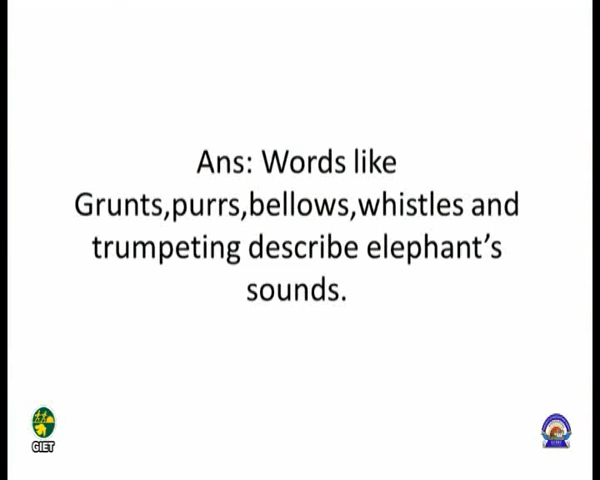 Ans: Words like
Grunts,purrs,bellows,whistles and
trumpeting describe elephant’s
sounds.
GIET